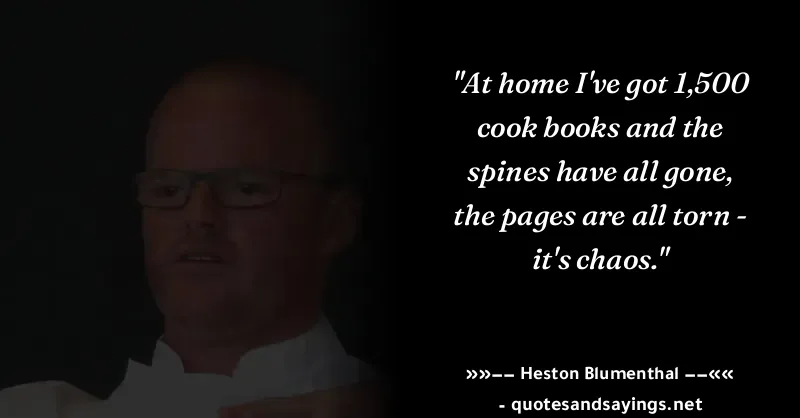 "At home I've got 1,500
cook books and the
spines have all gone,
the pages are all torn -
it's chaos."
»»–– Heston Blumenthal ––««
- quotesandsayings.net